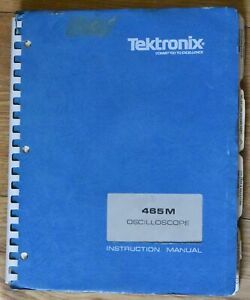 Tektronix
COMMITTED TO EXCELLENCE
465M
OSCILLOSCOPE
INSTRUCTION MANUAL